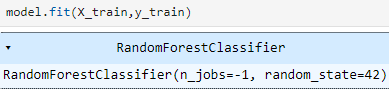 model.fit(X_train,y_train)
RandomForestClassifier
RandomForestClassifier(n_jobs=-1, random_state=42)